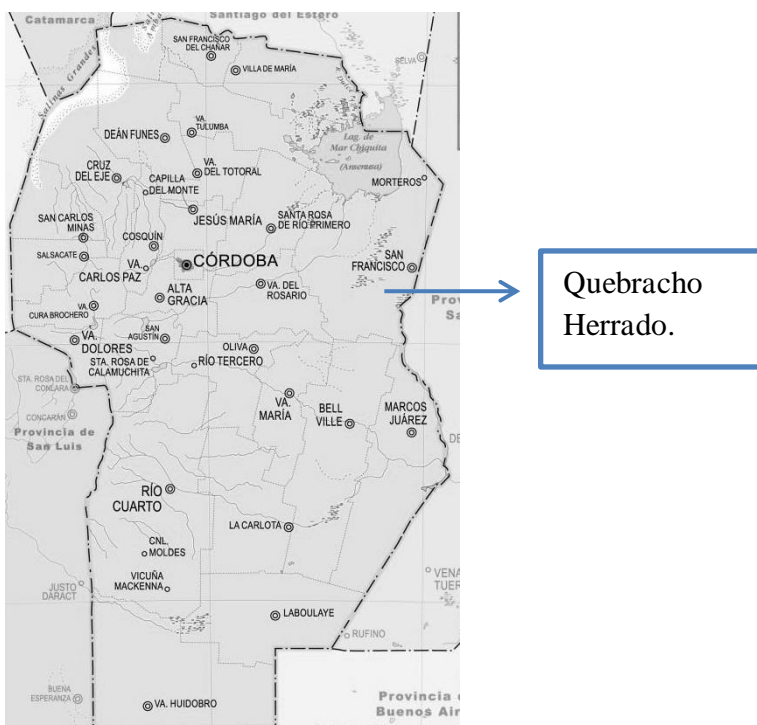 Catamarca
Santiago del Estero
SAN FRANCISCO
DEL CHAÑAR
VILLA DE MARÍA
SELVA
Salinas Grandes
VA.
TULUMBA
DEÁN FUNES
Lag. de
Mar Chiquita
(Ansenusa)
CRUZ
DEL EJE
CAPILLA
DEL MONTE
VA.
DEL TOTORAL
MORTEROS
JESÚS MARÍA
SANTA ROSA
DE RÍO PRIMERO
SAN CARLOS
MINAS
COSQUÍN
SALSACATE
VA.
CARLOS PAZ
CÓRDOBA
SAN
FRANCISCO
ALTA
GRACIA
VA. DEL
ROSARIO
Quebracho
Herrado.
VA.
CURA BROCHERO
SAN
AGUSTÍN
VA.
DOLORES
OLIVA
STA. ROSA DE
CALAMUCHITA
RÍO TERCERO
STA. ROSA DEL
CONLARA
CONCARÁN
VA.
MARÍA
BELL
VILLE
MARCOS
JUÁREZ
Provincia de
San Luis
RÍO
CUARTO
LA CARLOTA
CNL.
MOLDES
VICUÑA
MACKENNA
JUSTO
DARACT
VENA
TUER
LABOULAYE
RUFINO
BUENA
ESPERANZA
VA. HUIDOBRO
Provincia
Buenos Air